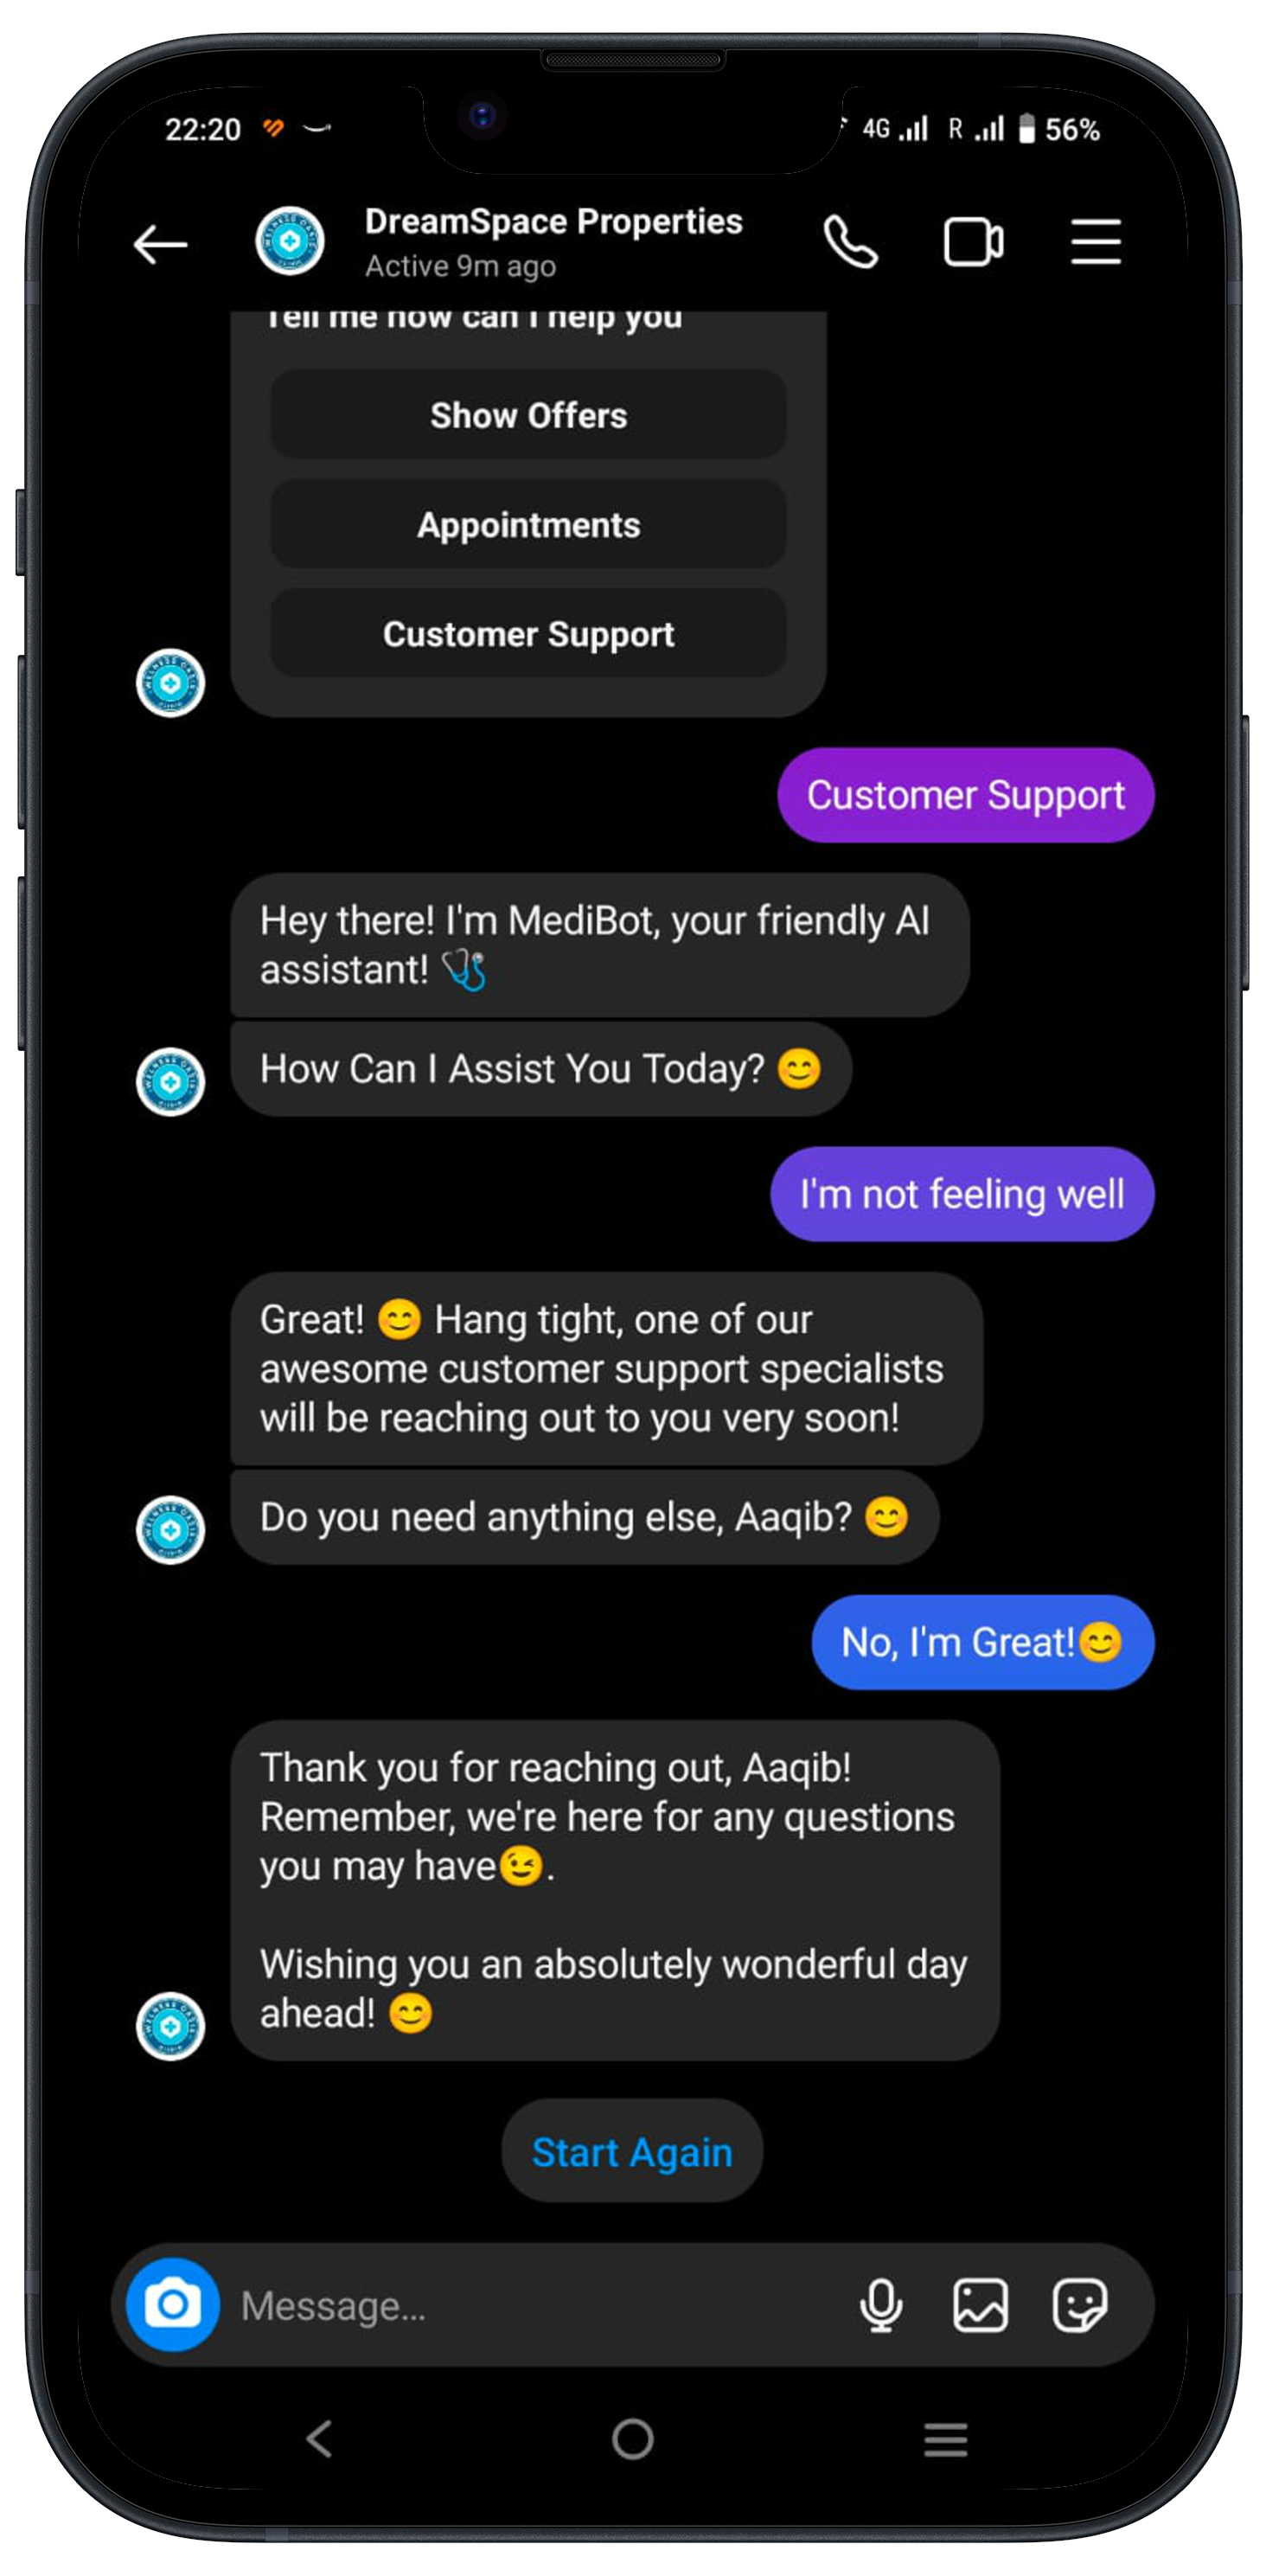 22:20 4G R 56%
DreamSpace Properties
Active 9m ago
Tell me how can I help you
Show Offers
Appointments
Customer Support
Customer Support
Hey there! I'm MediBot, your friendly AI
assistant! 🩺
How Can I Assist You Today? 😊
I'm not feeling well
Great! 😊 Hang tight, one of our
awesome customer support specialists
will be reaching out to you very soon!
Do you need anything else, Aaqib? 😊
No, I'm Great!😊
Thank you for reaching out, Aaqib!
Remember, we're here for any questions
you may have😉.
Wishing you an absolutely wonderful day
ahead! 😊
Start Again
Message...